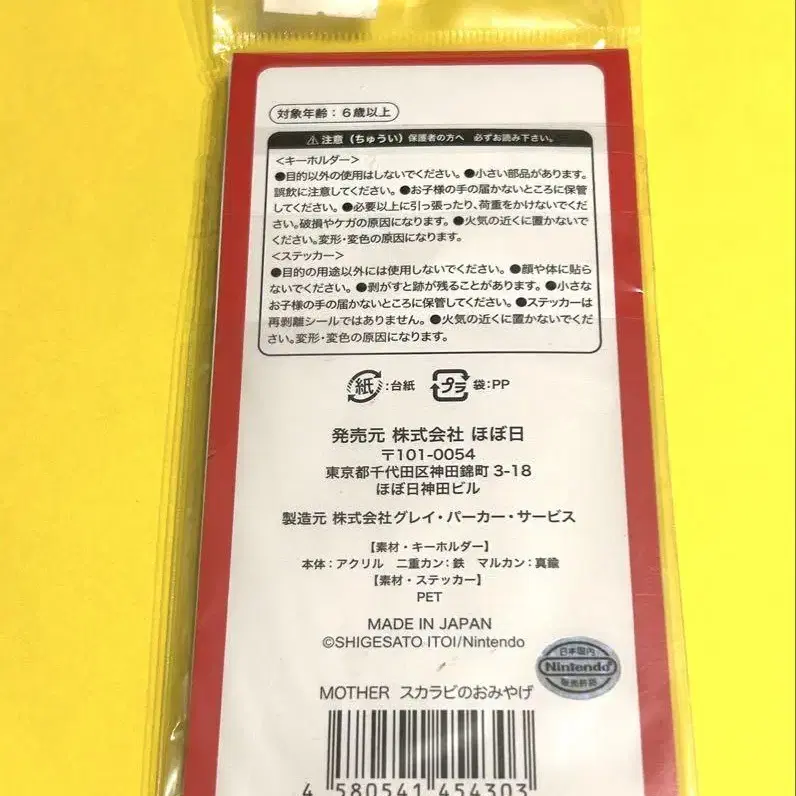 対象年齢：6歳以上
⚠注意（ちゅうい）保護者の方へ 必ずお読み下さい。
＜キーホルダー＞
●目的以外の使用はしないでください。●小さい部品があります。
誤飲に注意してください。●お子様の手の届かないところに保管
してください。●必要以上に引っ張ったり、荷重をかけないでくだ
さい。破損やケガの原因になります。●火気の近くに置かないで
ください。変形・変色の原因になります。
＜ステッカー＞
●目的の用途以外には使用しないでください。●顔や体に貼ら
ないでください。●剥がすと跡が残ることがあります。●小さな
お子様の手の届かないところに保管してください。●ステッカーは
再剥離シールではありません。●火気の近くに置かないでくだ
さい。変形・変色の原因になります。
紙：台紙 プラ 袋：PP
発売元 株式会社 ほぼ日
〒101-0054
東京都千代田区神田錦町 3-18
ほぼ日神田ビル
製造元 株式会社グレイ・パーカー・サービス
【素材・キーホルダー】
本体：アクリル 二重カン：鉄 マルカン：真鍮
【素材・ステッカー】
PET
MADE IN JAPAN
©SHIGESATO ITOI/Nintendo
日本国内
Nintendo
販売許諾
MOTHER スカラビのおみやげ
4 580541 454303